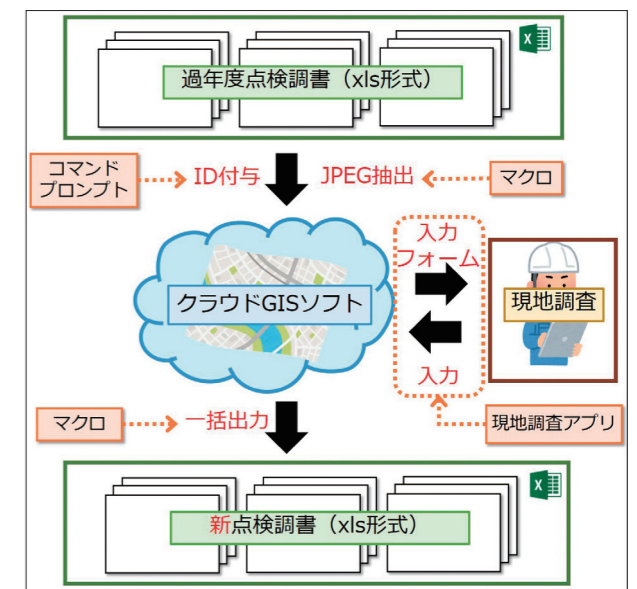 過年度点検調書（xls形式）
コマンド
プロンプト
ID付与
JPEG抽出
マクロ
入力
フォーム
クラウドGISソフト
現地調査
入力
マクロ
一括出力
現地調査アプリ
新点検調書（xls形式）